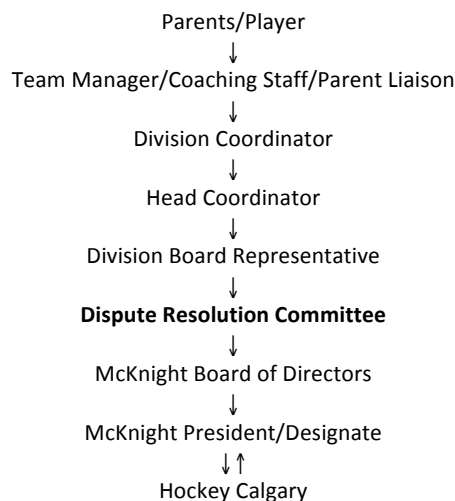 Parents/Player
↓
Team Manager/Coaching Staff/Parent Liaison
↓
Division Coordinator
↓
Head Coordinator
↓
Division Board Representative
↓
Dispute Resolution Committee
↓
McKnight Board of Directors
↓
McKnight President/Designate
↓↑
Hockey Calgary